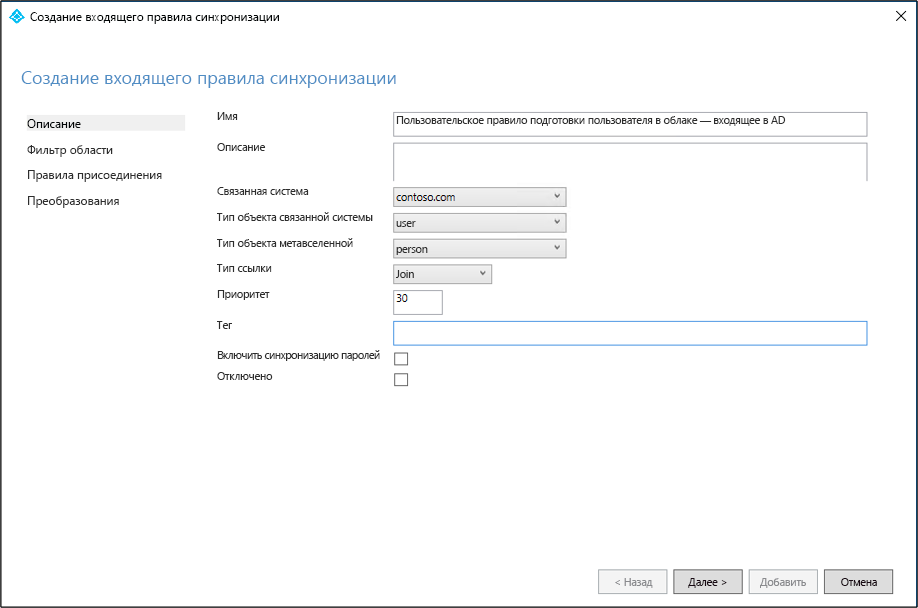 Создание входящего правила синхронизации
Создание входящего правила синхронизации
Описание
Фильтр области
Правила присоединения
Преобразования
Имя
Пользовательское правило подготовки пользователя в облаке — входящее в AD
Описание
Связанная система
contoso.com
Тип объекта связанной системы
user
Тип объекта метавселенной
person
Тип ссылки
Join
Приоритет
30
Тег
Включить синхронизацию паролей
Отключено
< Назад
Далее >
Добавить
Отмена